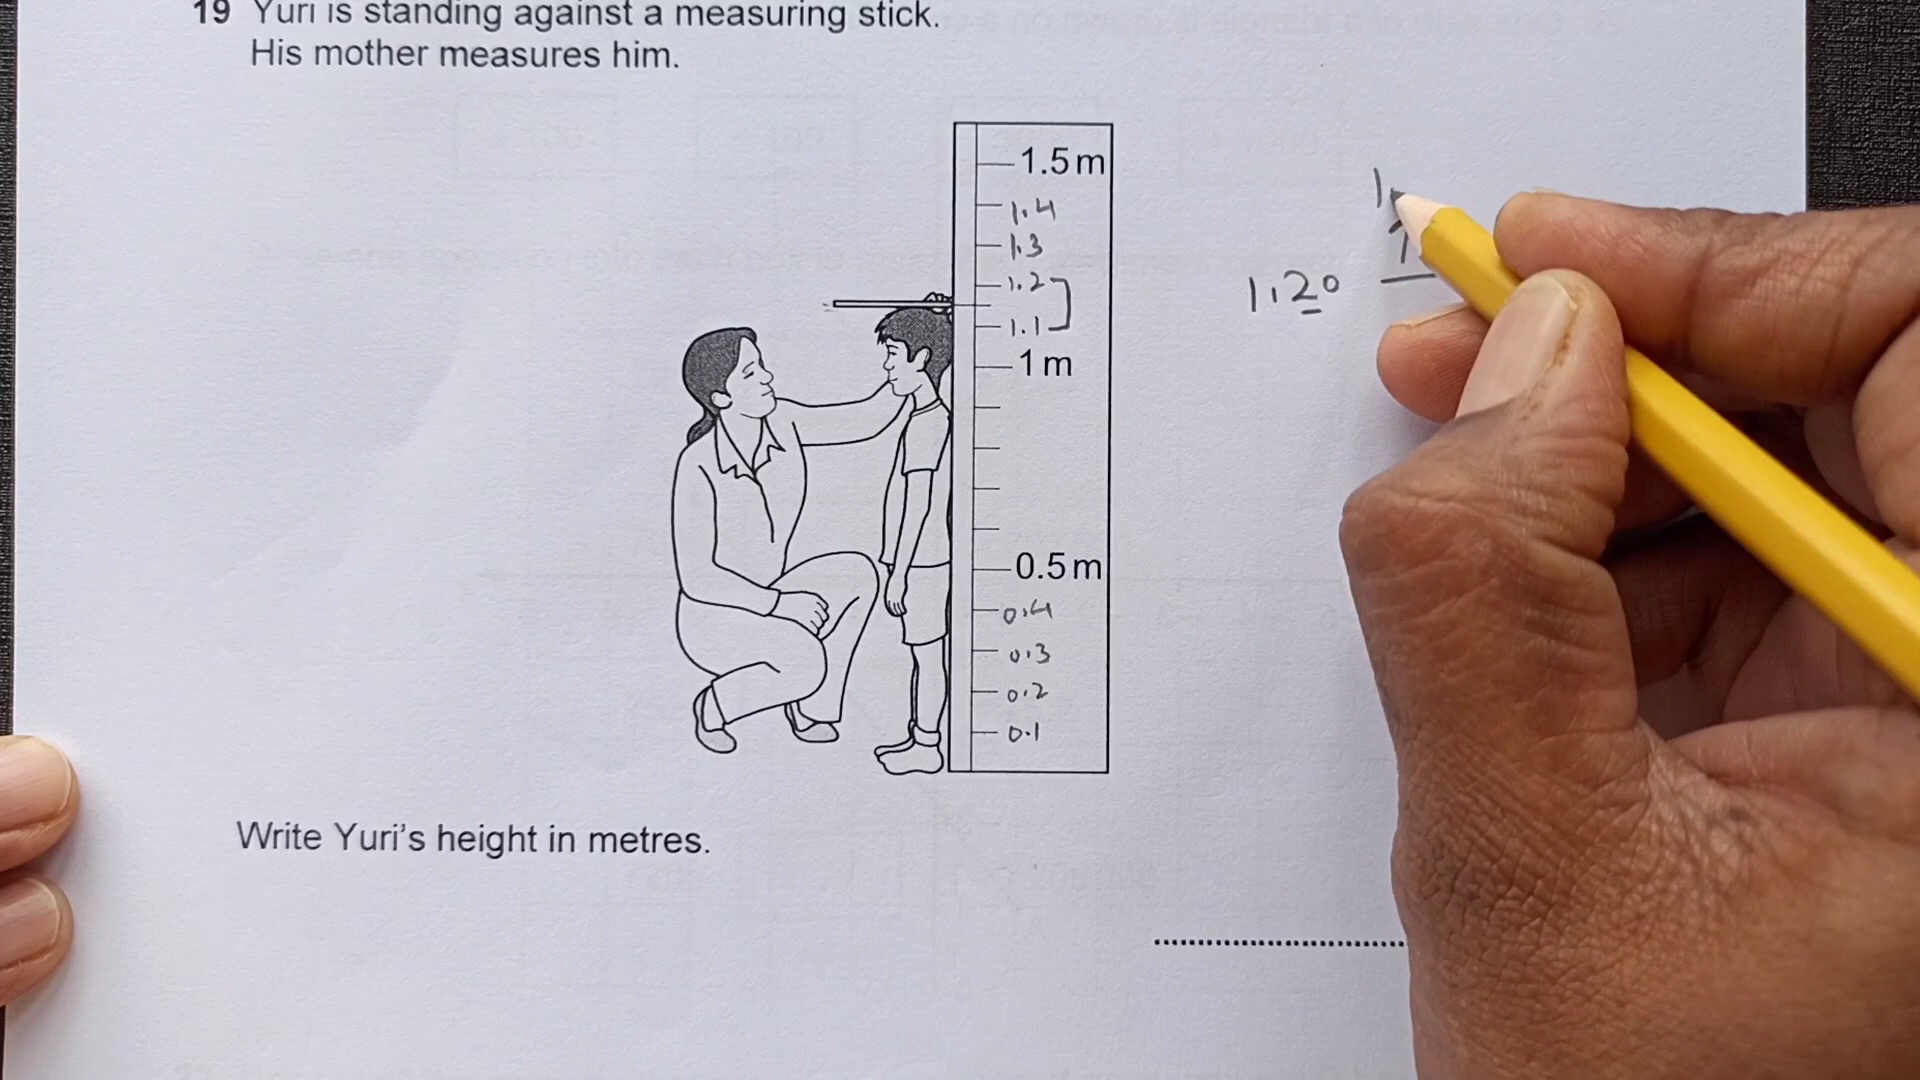 19 Yuri is standing against a measuring stick.
His mother measures him.
1.5 m
1.4
1.3
1.2
1.1
1 m
0.5 m
0.4
0.3
0.2
0.1
1.20
Write Yuri's height in metres.